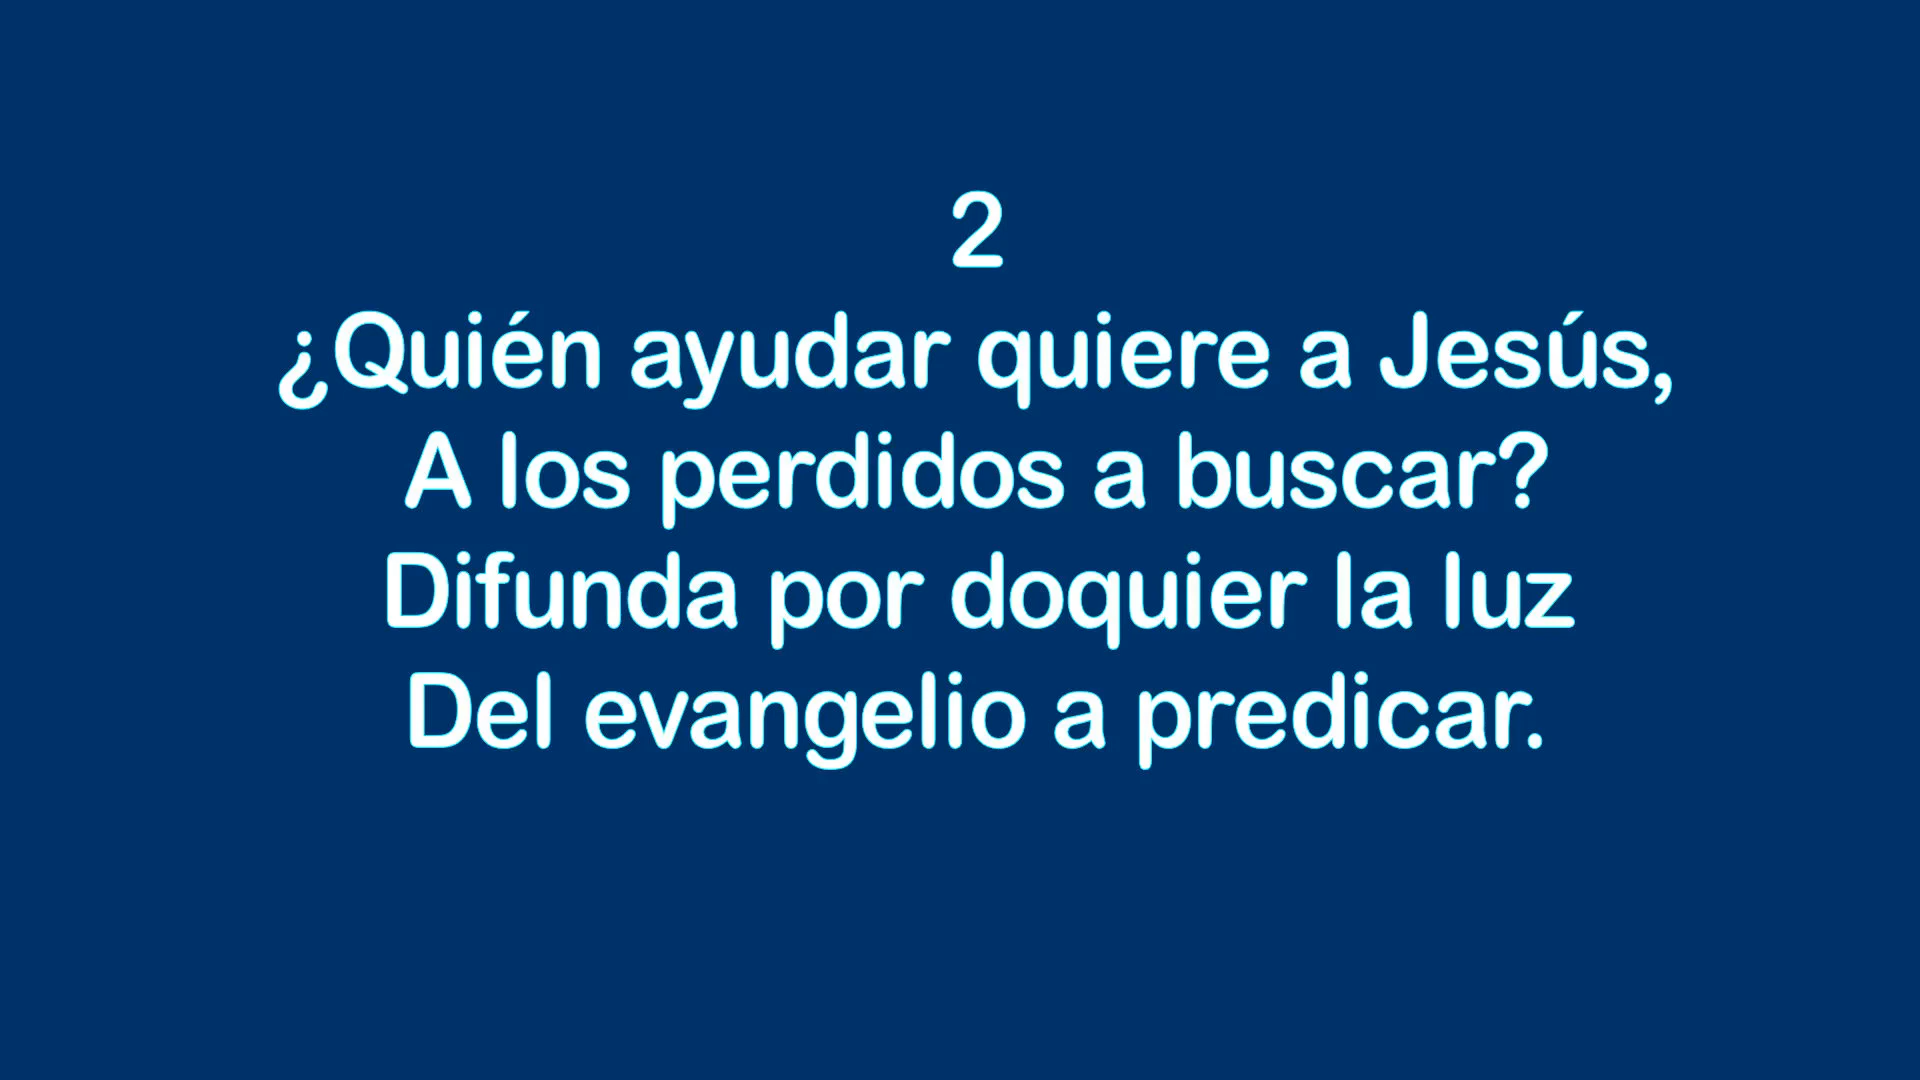 2
¿Quién ayudar quiere a Jesús,
A los perdidos a buscar?
Difunda por doquier la luz
Del evangelio a predicar.